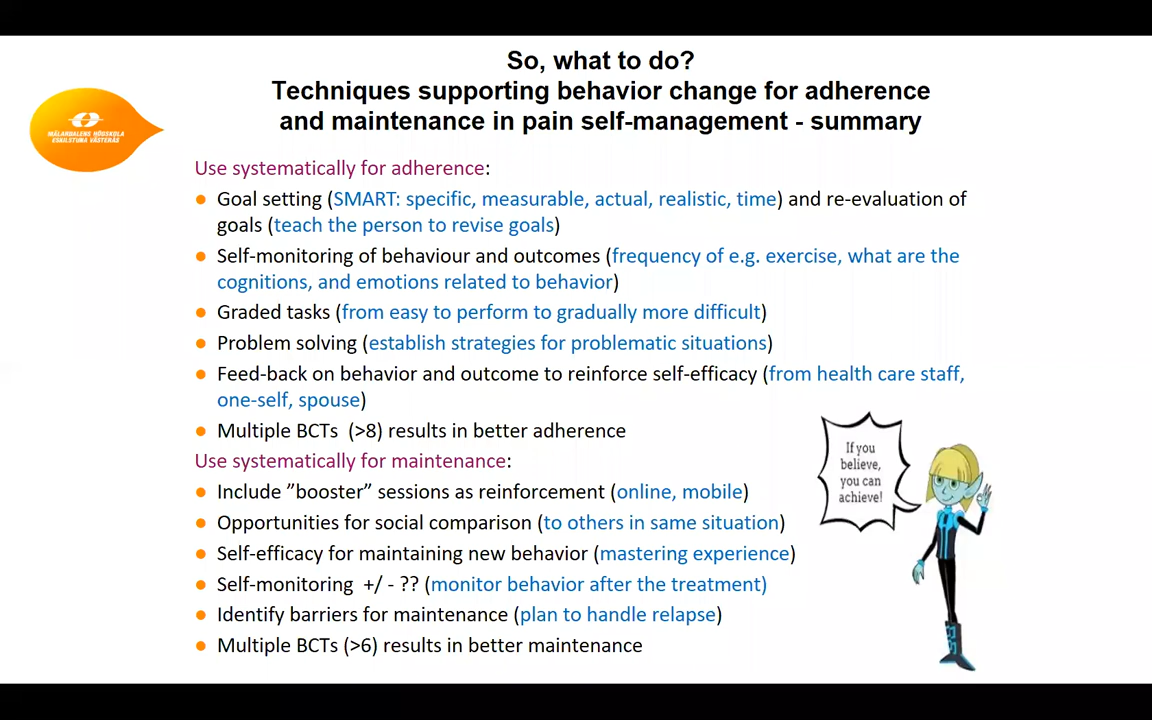 So, what to do?
Techniques supporting behavior change for adherence
and maintenance in pain self-management - summary
MÄLARDALENS HÖGSKOLA
ESKILSTUNA VÄSTERÅS
Use systematically for adherence:
● Goal setting (SMART: specific, measurable, actual, realistic, time) and re-evaluation of
goals (teach the person to revise goals)
● Self-monitoring of behaviour and outcomes (frequency of e.g. exercise, what are the
cognitions, and emotions related to behavior)
● Graded tasks (from easy to perform to gradually more difficult)
● Problem solving (establish strategies for problematic situations)
● Feed-back on behavior and outcome to reinforce self-efficacy (from health care staff,
one-self, spouse)
● Multiple BCTs (>8) results in better adherence
Use systematically for maintenance:
● Include ”booster” sessions as reinforcement (online, mobile)
● Opportunities for social comparison (to others in same situation)
● Self-efficacy for maintaining new behavior (mastering experience)
● Self-monitoring +/ - ?? (monitor behavior after the treatment)
● Identify barriers for maintenance (plan to handle relapse)
● Multiple BCTs (>6) results in better maintenance
If you
believe,
you can
achieve!